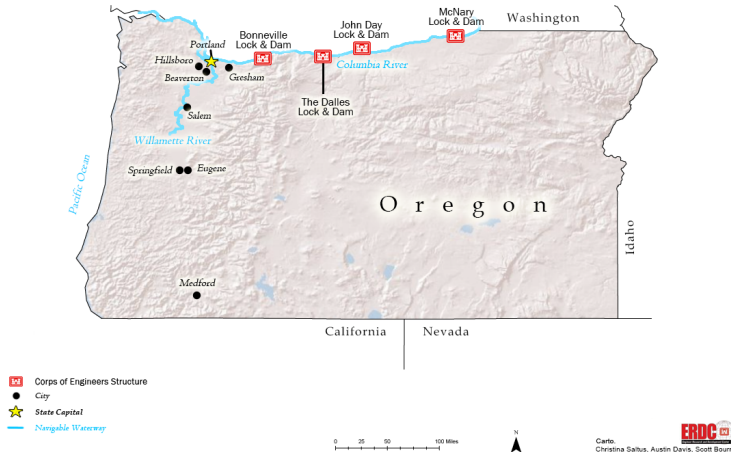 McNary
Lock & Dam
Washington
John Day
Lock & Dam
Bonneville
Lock & Dam
Portland
Hillsboro
Beaverton
Gresham
Columbia River
The Dalles
Lock & Dam
Salem
Willamette River
Pacific Ocean
Springfield
Eugene
Oregon
Idaho
Medford
California
Nevada
Corps of Engineers Structure
City
State Capital
Navigable Waterway
0 25 50 100 Miles
N
ERDC
Carto.
Christina Saltus, Austin Davis, Scott Bourn